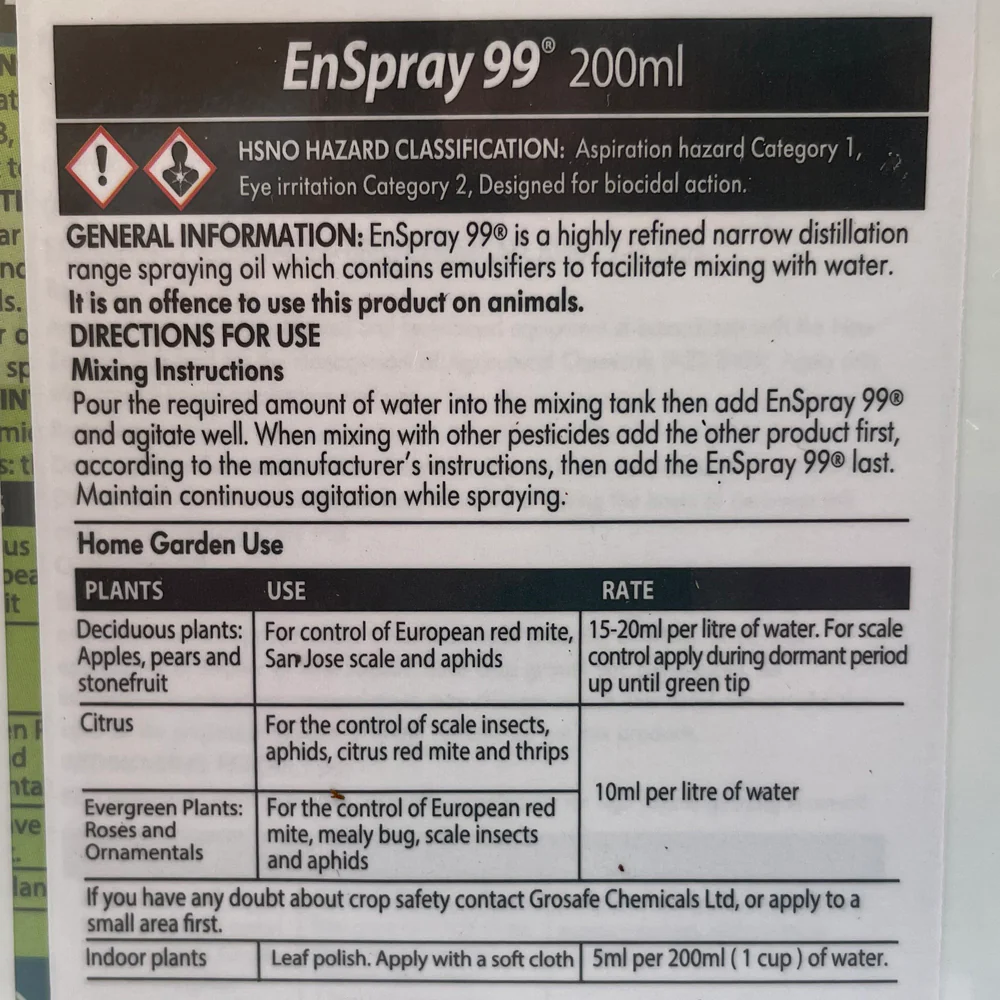 EnSpray 99® 200ml
HSNO HAZARD CLASSIFICATION: Aspiration hazard Category 1,
Eye irritation Category 2, Designed for biocidal action.
GENERAL INFORMATION: EnSpray 99® is a highly refined narrow distillation
range spraying oil which contains emulsifiers to facilitate mixing with water.
It is an offence to use this product on animals.
DIRECTIONS FOR USE
Mixing Instructions
Pour the required amount of water into the mixing tank then add EnSpray 99®
and agitate well. When mixing with other pesticides add the other product first,
according to the manufacturer's instructions, then add the EnSpray 99® last.
Maintain continuous agitation while spraying.
Home Garden Use
PLANTS USE RATE
Deciduous plants:
Apples, pears and
stonefruit
For control of European red mite,
San Jose scale and aphids
15-20ml per litre of water. For scale
control apply during dormant period
up until green tip
Citrus
For the control of scale insects,
aphids, citrus red mite and thrips
10ml per litre of water
Evergreen Plants:
Roses and
Ornamentals
For the control of European red
mite, mealy bug, scale insects
and aphids
If you have any doubt about crop safety contact Grosafe Chemicals Ltd, or apply to a
small area first.
Indoor plants Leaf polish. Apply with a soft cloth 5ml per 200ml ( 1 cup ) of water.